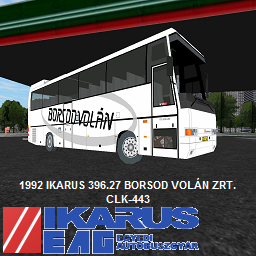 BORSOD VOLÁN
1992 IKARUS 396.27 BORSOD VOLÁN ZRT.
CLK-443
IKARUS
EAG
EGYEDI
AUTÓBUSZGYÁR